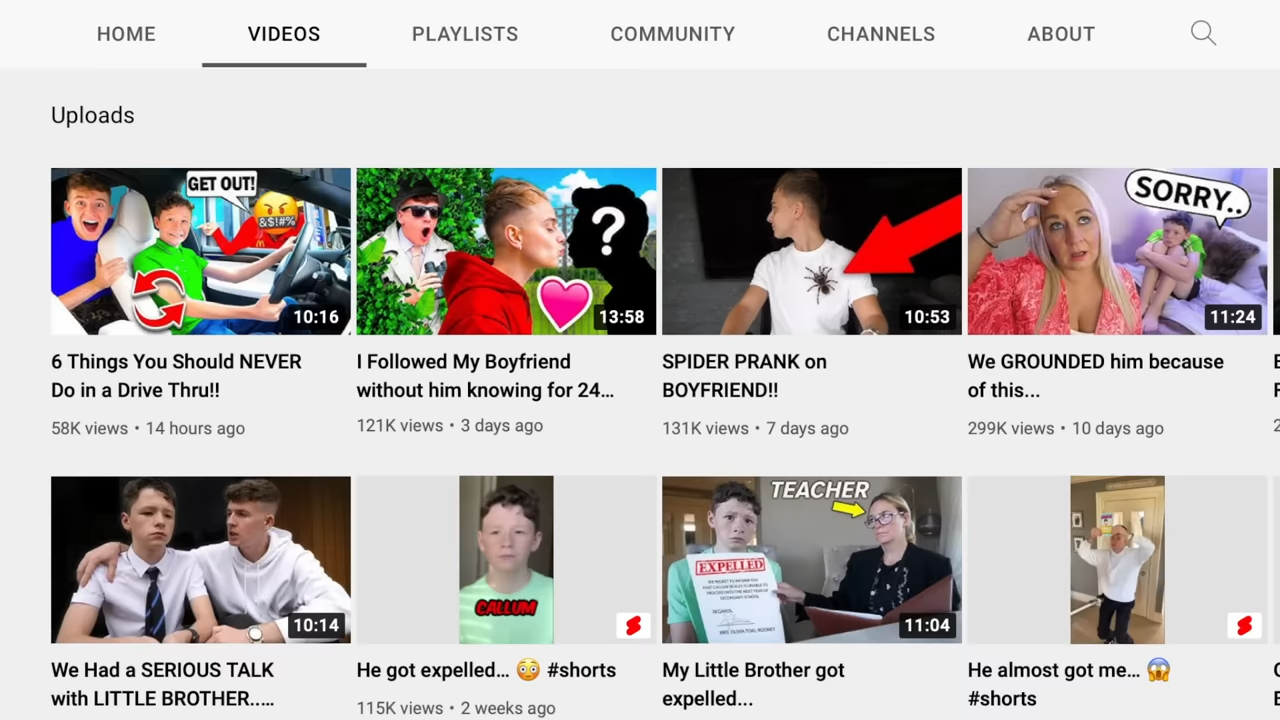 HOME VIDEOS PLAYLISTS COMMUNITY CHANNELS ABOUT
Uploads
GET OUT!
&$!#%
10:16
?
13:58
10:53
SORRY..
11:24
6 Things You Should NEVER
Do in a Drive Thru!!
58K views • 14 hours ago
I Followed My Boyfriend
without him knowing for 24...
121K views • 3 days ago
SPIDER PRANK on
BOYFRIEND!!
131K views • 7 days ago
We GROUNDED him because
of this...
299K views • 10 days ago
10:14
CALLUM
TEACHER
EXPELLED
11:04
We Had a SERIOUS TALK
with LITTLE BROTHER.....
He got expelled... 😳 #shorts
115K views • 2 weeks ago
My Little Brother got
expelled...
He almost got me... 😱
#shorts